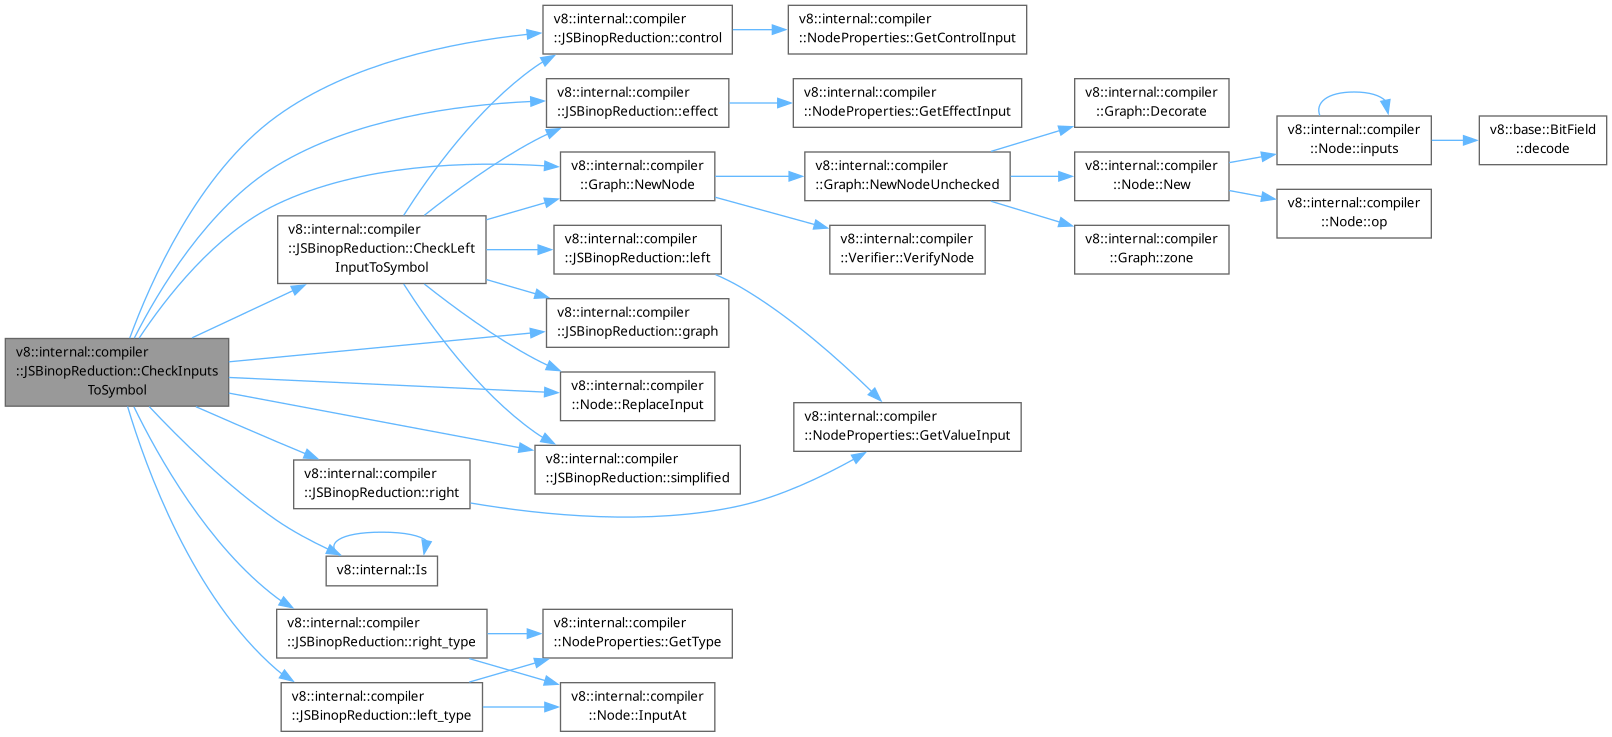 v8::internal::compiler
::JSBinopReduction::CheckInputs
ToSymbol
v8::internal::compiler
::JSBinopReduction::control
v8::internal::compiler
::NodeProperties::GetControlInput
v8::internal::compiler
::JSBinopReduction::effect
v8::internal::compiler
::NodeProperties::GetEffectInput
v8::internal::compiler
::Graph::NewNode
v8::internal::compiler
::Graph::NewNodeUnchecked
v8::internal::compiler
::Graph::Decorate
v8::internal::compiler
::Node::New
v8::internal::compiler
::Node::inputs
v8::base::BitField
::decode
v8::internal::compiler
::Node::op
v8::internal::compiler
::Graph::zone
v8::internal::compiler
::Verifier::VerifyNode
v8::internal::compiler
::JSBinopReduction::CheckLeft
InputToSymbol
v8::internal::compiler
::JSBinopReduction::left
v8::internal::compiler
::JSBinopReduction::graph
v8::internal::compiler
::Node::ReplaceInput
v8::internal::compiler
::NodeProperties::GetValueInput
v8::internal::compiler
::JSBinopReduction::simplified
v8::internal::compiler
::JSBinopReduction::right
v8::internal::Is
v8::internal::compiler
::JSBinopReduction::right_type
v8::internal::compiler
::NodeProperties::GetType
v8::internal::compiler
::JSBinopReduction::left_type
v8::internal::compiler
::Node::InputAt